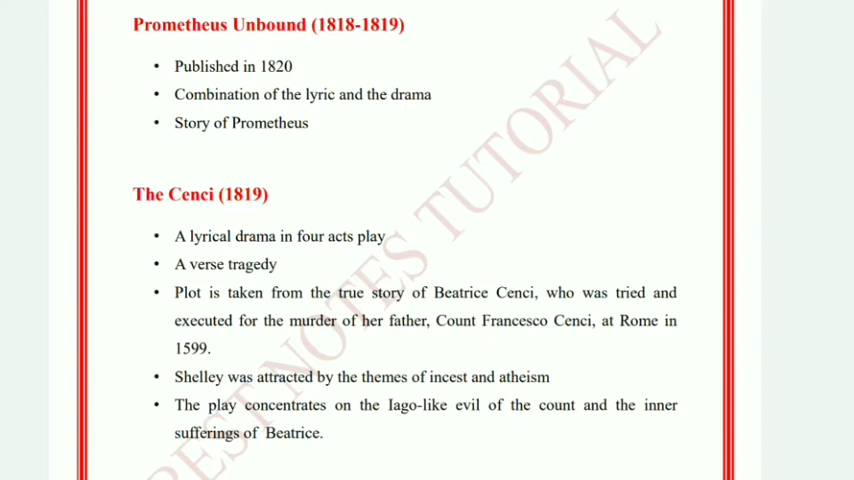 Prometheus Unbound (1818-1819)
• Published in 1820
• Combination of the lyric and the drama
• Story of Prometheus
The Cenci (1819)
• A lyrical drama in four acts play
• A verse tragedy
• Plot is taken from the true story of Beatrice Cenci, who was tried and
executed for the murder of her father, Count Francesco Cenci, at Rome in
1599.
• Shelley was attracted by the themes of incest and atheism
• The play concentrates on the Iago-like evil of the count and the inner
sufferings of Beatrice.
BEST NOTES TUTORIAL